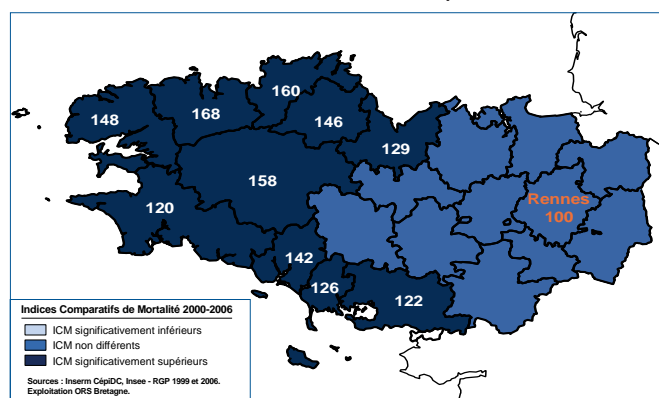 160
148
168
146
129
158
Rennes
100
120
142
126
122
Indices Comparatifs de Mortalité 2000-2006
ICM significativement inférieurs
ICM non différents
ICM significativement supérieurs
Sources : Inserm CépiDC, Insee - RGP 1999 et 2006.
Exploitation ORS Bretagne.